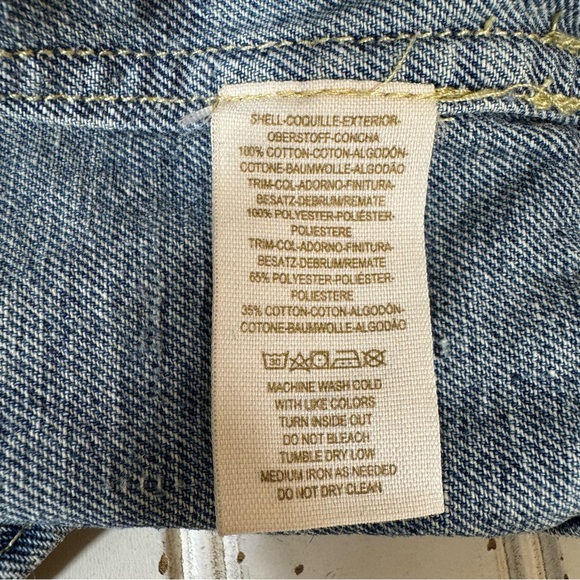 SHELL-COQUILLE-EXTERIOR-
OBERSTOFF-CONCHA
100% COTTON-COTON-ALGODÓN-
COTONE-BAUMWOLLE-ALGODÃO
TRIM-COL-ADORNO-FINITURA-
BESATZ-DEBRUM/REMATE
100% POLYESTER-POLIÉSTER-
POLIESTERE
TRIM-COL-ADORNO-FINITURA-
BESATZ-DEBRUM/REMATE
65% POLYESTER-POLIÉSTER-
POLIESTERE
35% COTTON-COTON-ALGODÓN-
COTONE-BAUMWOLLE-ALGODÃO
30
MACHINE WASH COLD
WITH LIKE COLORS
TURN INSIDE OUT
DO NOT BLEACH
TUMBLE DRY LOW
MEDIUM IRON AS NEEDED
DO NOT DRY CLEAN